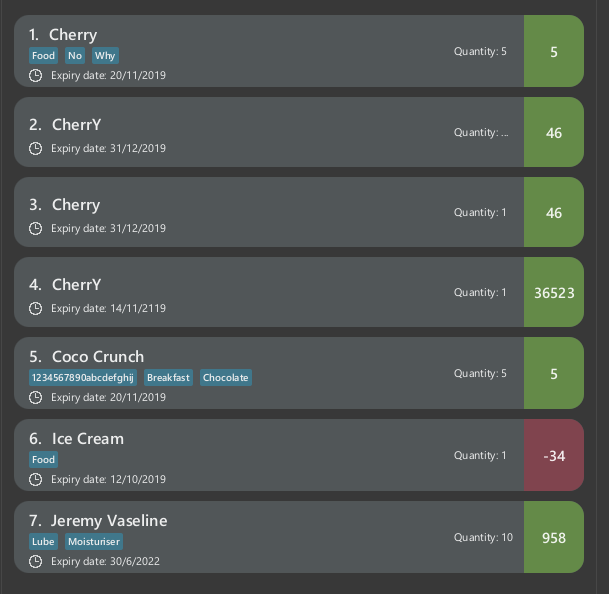 1. Cherry
Food No Why
Expiry date: 20/11/2019
Quantity: 5
5
2. CherrY
Expiry date: 31/12/2019
Quantity: ...
46
3. Cherry
Expiry date: 31/12/2019
Quantity: 1
46
4. CherrY
Expiry date: 14/11/2119
Quantity: 1
36523
5. Coco Crunch
1234567890abcdefghij Breakfast Chocolate
Expiry date: 20/11/2019
Quantity: 5
5
6. Ice Cream
Food
Expiry date: 12/10/2019
Quantity: 1
-34
7. Jeremy Vaseline
Lube Moisturiser
Expiry date: 30/6/2022
Quantity: 10
958